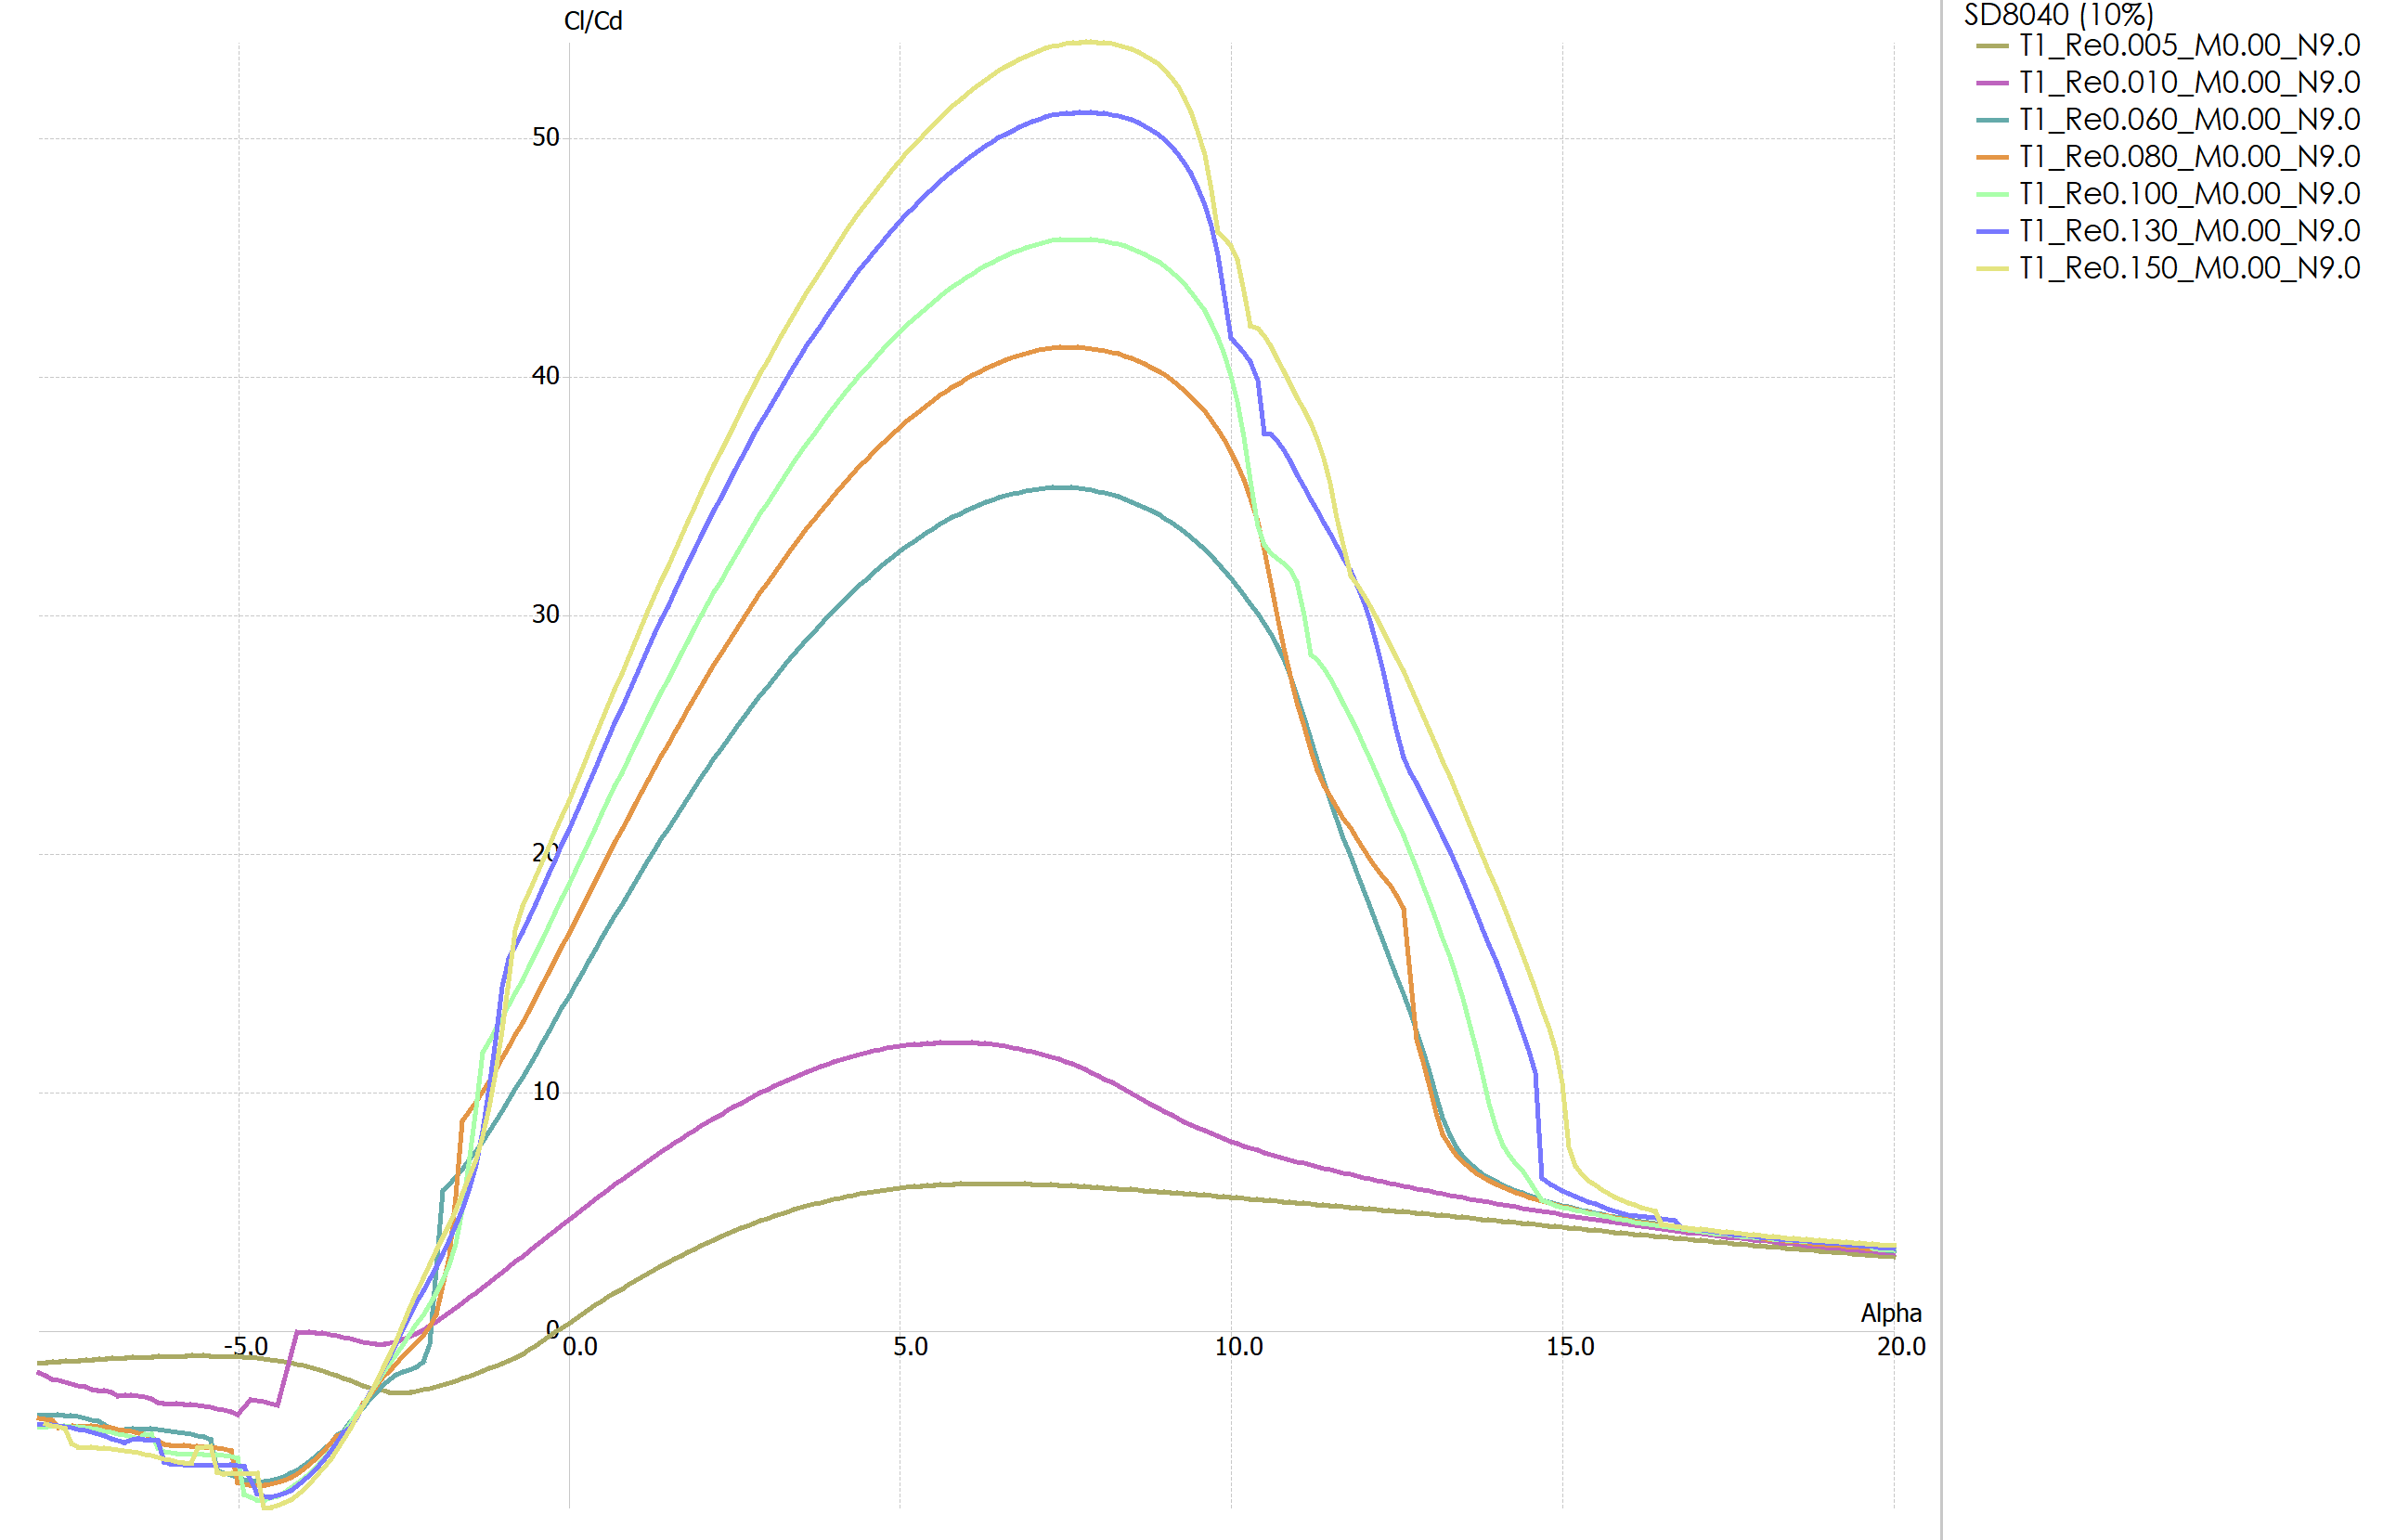 Cl/Cd
50
40
30
20
10
0
-5.0
0.0
5.0
10.0
15.0
20.0
Alpha
SD8040 (10%)
T1_Re0.005_M0.00_N9.0
T1_Re0.010_M0.00_N9.0
T1_Re0.060_M0.00_N9.0
T1_Re0.080_M0.00_N9.0
T1_Re0.100_M0.00_N9.0
T1_Re0.130_M0.00_N9.0
T1_Re0.150_M0.00_N9.0